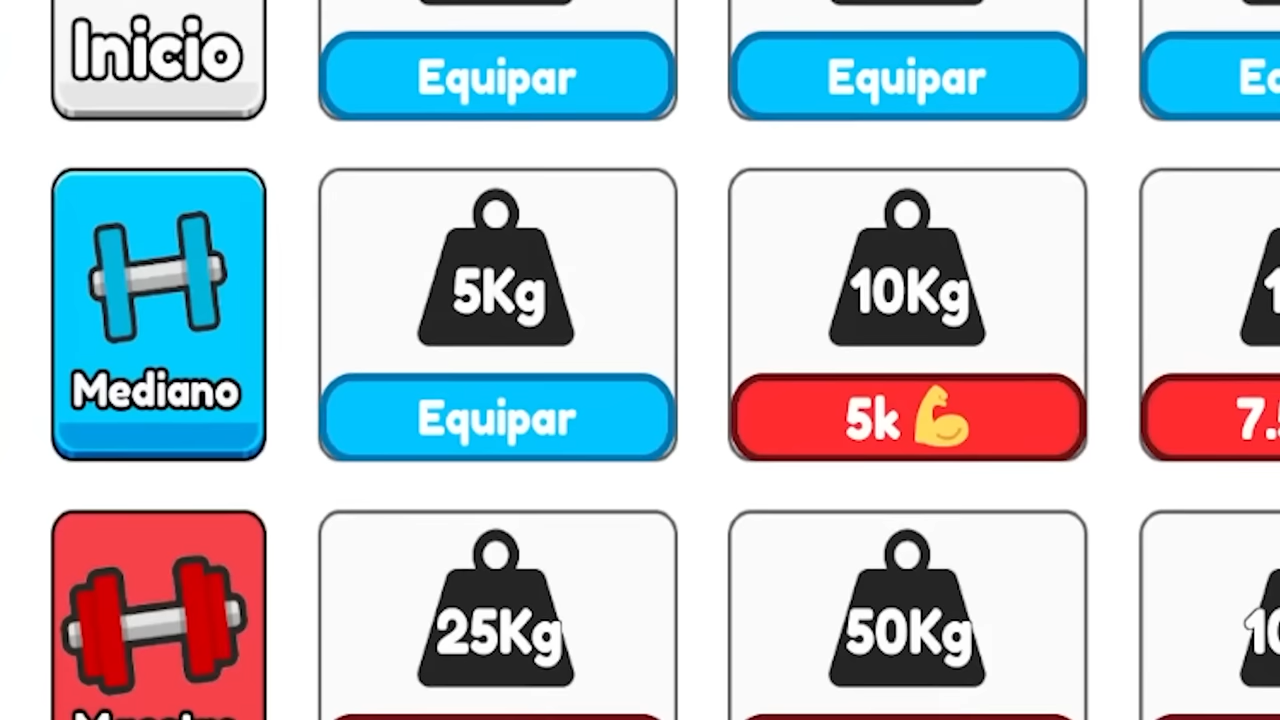 Inicio
Equipar
Equipar
5Kg
10Kg
Mediano
Equipar
5k 💪
25Kg
50Kg